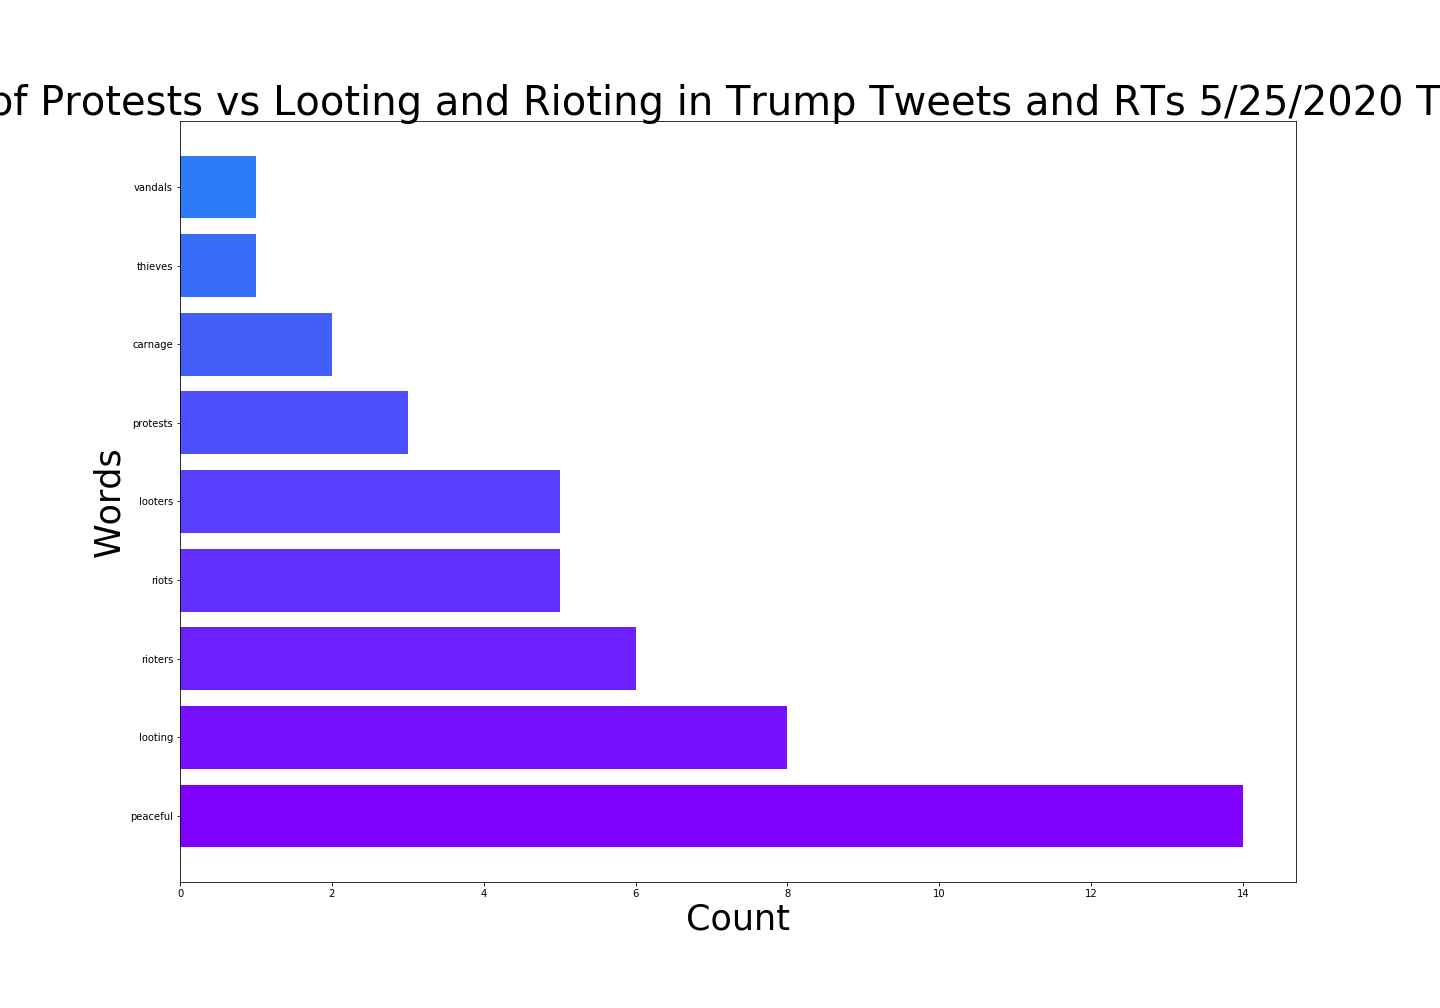 of Protests vs Looting and Rioting in Trump Tweets and RTs 5/25/2020 T
vandals
thieves
carnage
protests
looters
riots
rioters
looting
peaceful
Words
0 2 4 6 8 10 12 14
Count